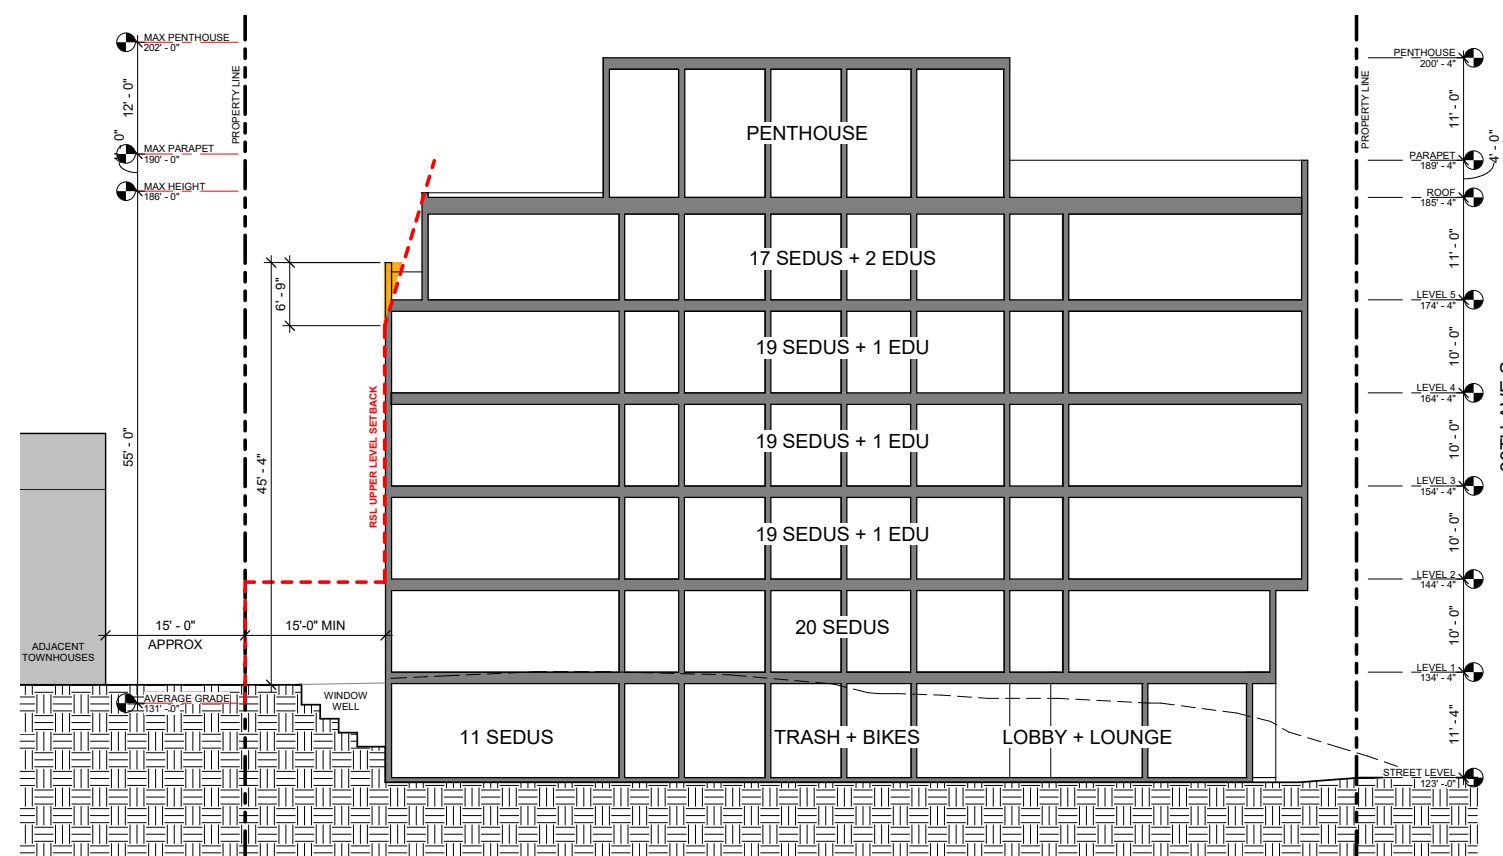 MAX PENTHOUSE
202' - 0"
12' - 0"
PROPERTY LINE
MAX PARAPET
190' - 0"
MAX HEIGHT
186' - 0"
55' - 0"
6' - 9"
45' - 4"
RSL UPPER LEVEL SETBACK
15' - 0"
APPROX
15'-0" MIN
ADJACENT
TOWNHOUSES
AVERAGE GRADE
131' - 0"
WINDOW
WELL
PENTHOUSE
17 SEDUS + 2 EDUS
19 SEDUS + 1 EDU
19 SEDUS + 1 EDU
19 SEDUS + 1 EDU
20 SEDUS
11 SEDUS
TRASH + BIKES
LOBBY + LOUNGE
PROPERTY LINE
PENTHOUSE
200' - 4"
11' - 0"
4' - 0"
PARAPET
189' - 4"
ROOF
185' - 4"
11' - 0"
LEVEL 5
174' - 4"
10' - 0"
LEVEL 4
164' - 4"
10' - 0"
LEVEL 3
154' - 4"
10' - 0"
LEVEL 2
144' - 4"
10' - 0"
LEVEL 1
134' - 4"
11' - 4"
STREET LEVEL
123' - 0"